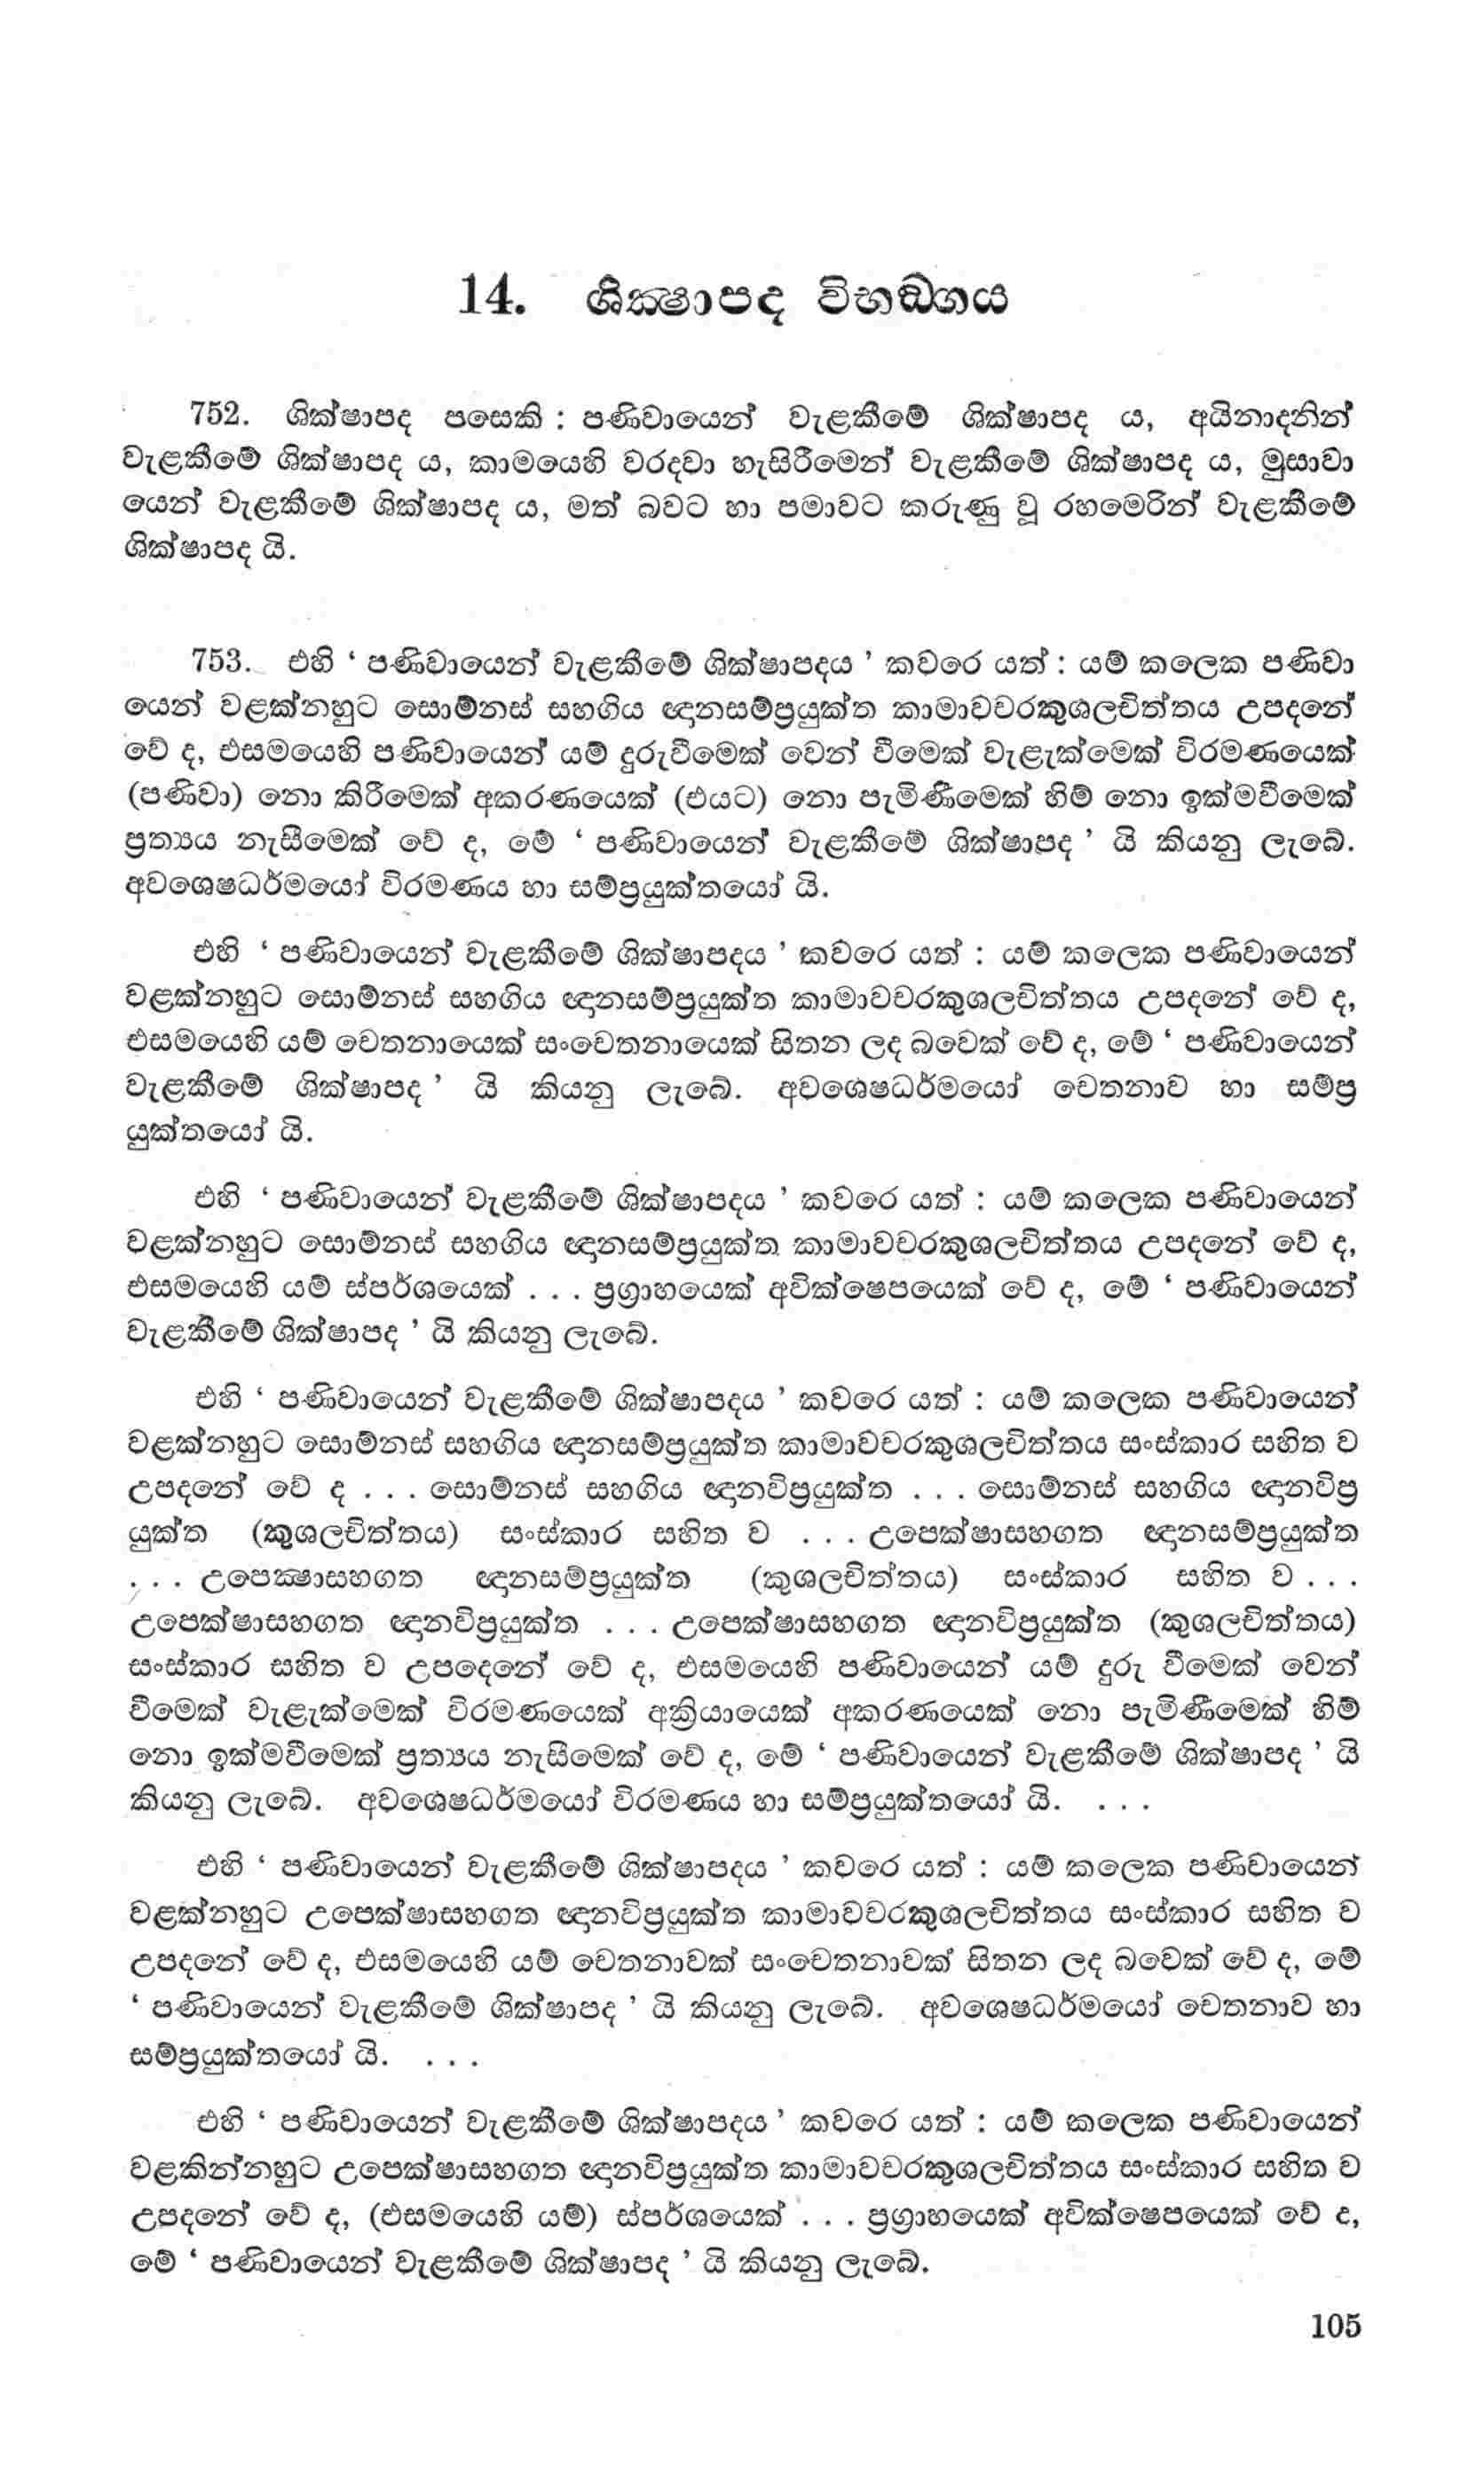 14. ශික්‍ෂාපද විභඞ්ගය
752. ශික්ෂාපද පසෙකි : පණිවායෙන් වැළකීමේ ශික්ෂාපද ය, අයිනාදනින්
වැළකීමේ ශික්ෂාපද ය, කාමයෙහි වරදවා හැසිරීමෙන් වැළකීමේ ශික්ෂාපද ය, මුසාවා
යෙන් වැළකීමේ ශික්ෂාපද ය, මත් බවට හා පමාවට කරුණු වූ රහමෙරින් වැළකීමේ
ශික්ෂාපද යි.
753. එහි ‘ පණිවායෙන් වැළකීමේ ශික්ෂාපදය ’ කවරෙ යත් : යම් කලෙක පණිවා
යෙන් වළක්නහුට සොම්නස් සහගිය ඥානසම්ප්‍රයුක්ත කාමාවචරකුශලචිත්තය උපදනේ
වේ ද, එසමයෙහි පණිවායෙන් යම් දුරුවීමෙක් වෙන් වීමෙක් වැළැක්මෙක් විරමණයෙක්
(පණිවා) නො කිරීමෙක් අකරණයෙක් (එයට) නො පැමිණීමෙක් හිම් නො ඉක්මවීමෙක්
ප්‍රත්‍යය නැසීමෙක් වේ ද, මේ ‘ පණිවායෙන් වැළකීමේ ශික්ෂාපද ’ යි කියනු ලැබේ.
අවශෙෂධර්මයෝ විරමණය හා සම්ප්‍රයුක්තයෝ යි.
එහි ‘ පණිවායෙන් වැළකීමේ ශික්ෂාපදය ’ කවරෙ යත් : යම් කලෙක පණිවායෙන්
වළක්නහුට සොම්නස් සහගිය ඥානසම්ප්‍රයුක්ත කාමාවචරකුශලචිත්තය උපදනේ වේ ද,
එසමයෙහි යම් චෙතනායෙක් සංචෙතනායෙක් සිතන ලද බවෙක් වේ ද, මේ ‘ පණිවායෙන්
වැළකීමේ ශික්ෂාපද ’ යි කියනු ලැබේ. අවශෙෂධර්මයෝ චෙතනාව හා සම්ප්‍ර
යුක්තයෝ යි.
එහි ‘ පණිවායෙන් වැළකීමේ ශික්ෂාපදය ’ කවරෙ යත් : යම් කලෙක පණිවායෙන්
වළක්නහුට සොම්නස් සහගිය ඥානසම්ප්‍රයුක්ත කාමාවචරකුශලචිත්තය උපදනේ වේ ද,
එසමයෙහි යම් ස්පර්ශයෙක් . . . ප්‍රග්‍රාහයෙක් අවික්ෂෙපයෙක් වේ ද, මේ ‘ පණිවායෙන්
වැළකීමේ ශික්ෂාපද ’ යි කියනු ලැබේ.
එහි ‘ පණිවායෙන් වැළකීමේ ශික්ෂාපදය ’ කවරෙ යත් : යම් කලෙක පණිවායෙන්
වළක්නහුට සොම්නස් සහගිය ඥානසම්ප්‍රයුක්ත කාමාවචරකුශලචිත්තය සංස්කාර සහිත ව
උපදනේ වේ ද . . . සොම්නස් සහගිය ඥානවිප්‍රයුක්ත . . . සොම්නස් සහගිය ඥානවිප්‍ර
යුක්ත (කුශලචිත්තය) සංස්කාර සහිත ව . . . උපෙක්ෂාසහගත ඥානසම්ප්‍රයුක්ත
. . . උපෙක්‍ෂාසහගත ඥානසම්ප්‍රයුක්ත (කුශලචිත්තය) සංස්කාර සහිත ව . . .
උපෙක්ෂාසහගත ඥානවිප්‍රයුක්ත . . . උපෙක්ෂාසහගත ඥානවිප්‍රයුක්ත (කුශලචිත්තය)
සංස්කාර සහිත ව උපදෙනේ වේ ද, එසමයෙහි පණිවායෙන් යම් දුරු වීමෙක් වෙන්
වීමෙක් වැළැක්මෙක් විරමණයෙක් අක්‍රියායෙක් අකරණයෙක් නො පැමිණීමෙක් හිම්
නො ඉක්මවීමෙක් ප්‍රත්‍යය නැසීමෙක් වේ ද, මේ ‘ පණිවායෙන් වැළකීමේ ශික්ෂාපද ’ යි
කියනු ලැබේ. අවශෙෂධර්මයෝ විරමණය හා සම්ප්‍රයුක්තයෝ යි. . . .
එහි ‘ පණිවායෙන් වැළකීමේ ශික්ෂාපදය ’ කවරෙ යත් : යම් කලෙක පණිවායෙන්
වළක්නහුට උපෙක්ෂාසහගත ඥානවිප්‍රයුක්ත කාමාවචරකුශලචිත්තය සංස්කාර සහිත ව
උපදනේ වේ ද, එසමයෙහි යම් චෙතනාවක් සංචෙතනාවක් සිතන ලද බවෙක් වේ ද, මේ
‘ පණිවායෙන් වැළකීමේ ශික්ෂාපද ’ යි කියනු ලැබේ. අවශෙෂධර්මයෝ චෙතනාව හා
සම්ප්‍රයුක්තයෝ යි. . . .
එහි ‘ පණිවායෙන් වැළකීමේ ශික්ෂාපදය ’ කවරෙ යත් : යම් කලෙක පණිවායෙන්
වළකින්නහුට උපෙක්ෂාසහගත ඥානවිප්‍රයුක්ත කාමාවචරකුශලචිත්තය සංස්කාර සහිත ව
උපදනේ වේ ද, (එසමයෙහි යම්) ස්පර්ශයෙක් . . . ප්‍රග්‍රාහයෙක් අවික්ෂෙපයෙක් වේ ද,
මේ ‘ පණිවායෙන් වැළකීමේ ශික්ෂාපද ’ යි කියනු ලැබේ.
105